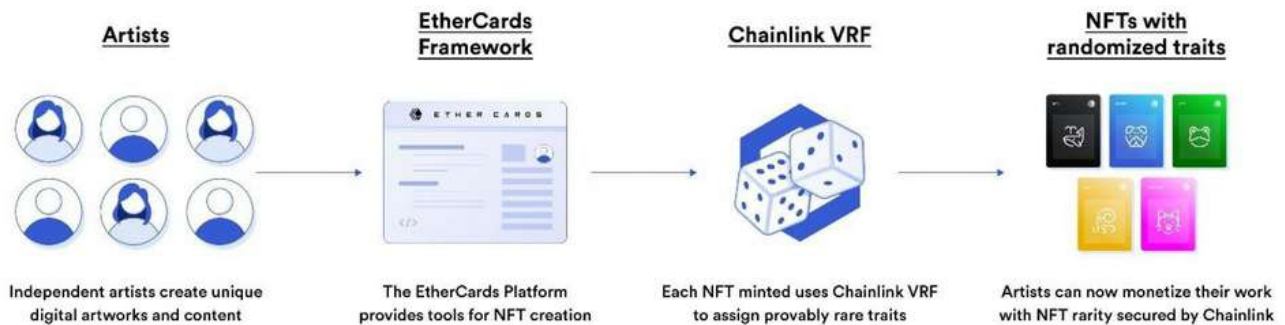 Artists
EtherCards
Framework
Chainlink VRF
NFTs with
randomized traits
ETHER CARDS
</>
Independent artists create unique
digital artworks and content
The EtherCards Platform
provides tools for NFT creation
Each NFT minted uses Chainlink VRF
to assign provably rare traits
Artists can now monetize their work
with NFT rarity secured by Chainlink